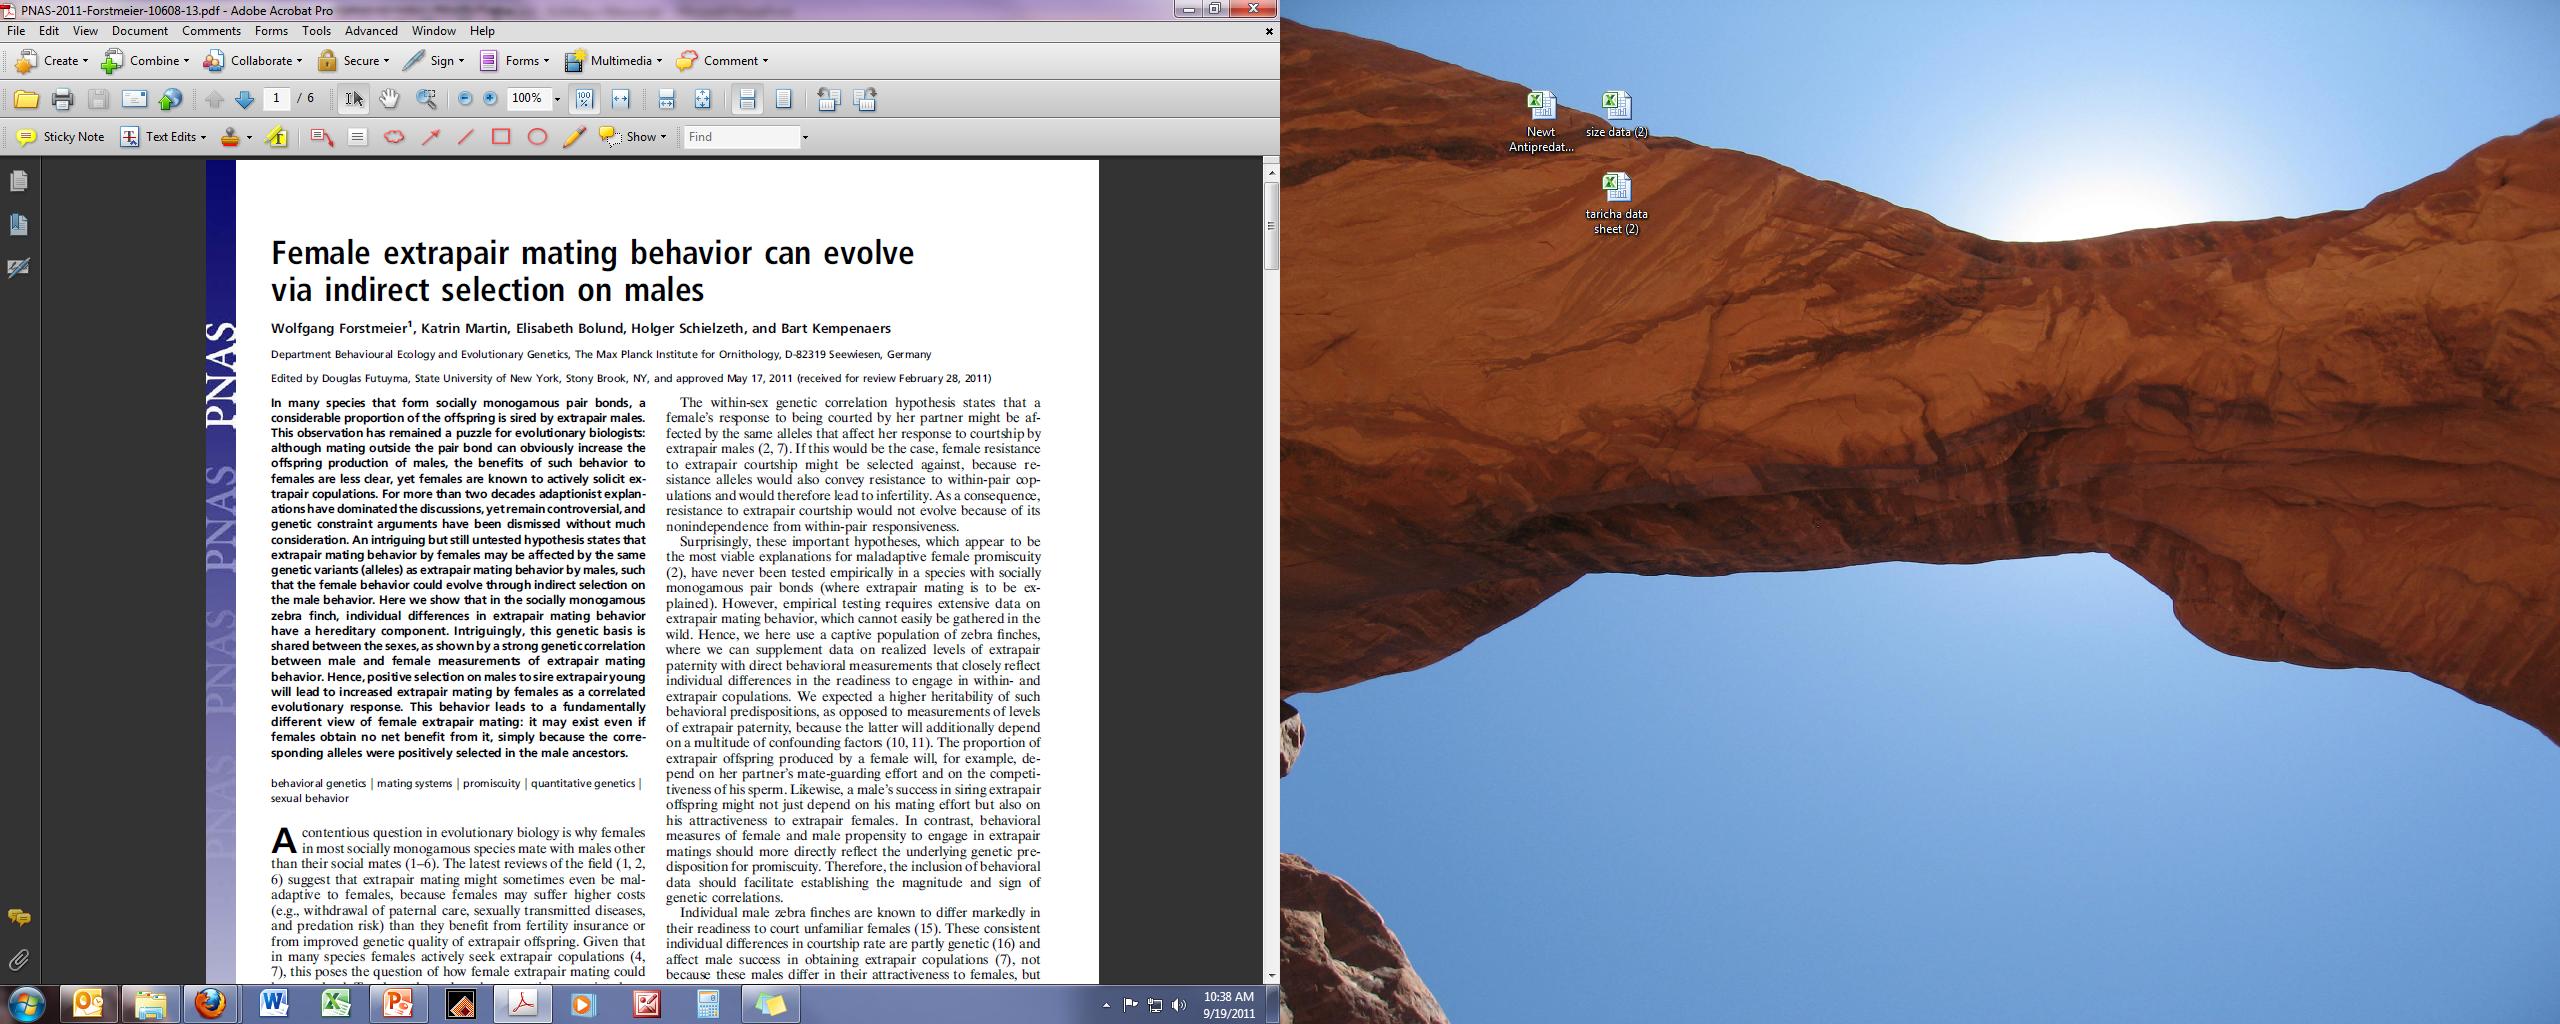 PNAS-2011-Forstmeier-10608-13.pdf - Adobe Acrobat Pro
File Edit View Document Comments Forms Tools Advanced Window Help
Create Combine Collaborate Secure Sign Forms Multimedia Comment
1 / 6 100%
Sticky Note Text Edits Show Find
Female extrapair mating behavior can evolve
via indirect selection on males
Wolfgang Forstmeier1, Katrin Martin, Elisabeth Bolund, Holger Schielzeth, and Bart Kempenaers
Department Behavioural Ecology and Evolutionary Genetics, The Max Planck Institute for Ornithology, D-82319 Seewiesen, Germany
Edited by Douglas Futuyma, State University of New York, Stony Brook, NY, and approved May 17, 2011 (received for review February 28, 2011)
In many species that form socially monogamous pair bonds, a
considerable proportion of the offspring is sired by extrapair males.
This observation has remained a puzzle for evolutionary biologists:
although mating outside the pair bond can obviously increase the
offspring production of males, the benefits of such behavior to
females are less clear, yet females are known to actively solicit ex-
trapair copulations. For more than two decades adaptionist explan-
ations have dominated the discussions, yet remain controversial, and
genetic constraint arguments have been dismissed without much
consideration. An intriguing but still untested hypothesis states that
extrapair mating behavior by females may be affected by the same
genetic variants (alleles) as extrapair mating behavior by males, such
that the female behavior could evolve through indirect selection on
the male behavior. Here we show that in the socially monogamous
zebra finch, individual differences in extrapair mating behavior
have a hereditary component. Intriguingly, this genetic basis is
shared between the sexes, as shown by a strong genetic correlation
between male and female measurements of extrapair mating
behavior. Hence, positive selection on males to sire extrapair young
will lead to increased extrapair mating by females as a correlated
evolutionary response. This behavior leads to a fundamentally
different view of female extrapair mating: it may exist even if
females obtain no net benefit from it, simply because the corre-
sponding alleles were positively selected in the male ancestors.
behavioral genetics | mating systems | promiscuity | quantitative genetics |
sexual behavior
A contentious question in evolutionary biology is why females
in most socially monogamous species mate with males other
than their social mates (1–6). The latest reviews of the field (1, 2,
6) suggest that extrapair mating might sometimes even be mal-
adaptive to females, because females may suffer higher costs
(e.g., withdrawal of paternal care, sexually transmitted diseases,
and predation risk) than they benefit from fertility insurance or
from improved genetic quality of extrapair offspring. Given that
in many species females actively seek extrapair copulations (4,
7), this poses the question of how female extrapair mating could
The within-sex genetic correlation hypothesis states that a
female's response to being courted by her partner might be af-
fected by the same alleles that affect her response to courtship by
extrapair males (2, 7). If this would be the case, female resistance
to extrapair courtship might be selected against, because re-
sistance alleles would also convey resistance to within-pair cop-
ulations and would therefore lead to infertility. As a consequence,
resistance to extrapair courtship would not evolve because of its
nonindependence from within-pair responsiveness.
Surprisingly, these important hypotheses, which appear to be
the most viable explanations for maladaptive female promiscuity
(2), have never been tested empirically in a species with socially
monogamous pair bonds (where extrapair mating is to be ex-
plained). However, empirical testing requires extensive data on
extrapair mating behavior, which cannot easily be gathered in the
wild. Hence, we here use a captive population of zebra finches,
where we can supplement data on realized levels of extrapair
paternity with direct behavioral measurements that closely reflect
individual differences in the readiness to engage in within- and
extrapair copulations. We expected a higher heritability of such
behavioral predispositions, as opposed to measurements of levels
of extrapair paternity, because the latter will additionally depend
on a multitude of confounding factors (10, 11). The proportion of
extrapair offspring produced by a female will, for example, de-
pend on her partner's mate-guarding effort and on the competi-
tiveness of his sperm. Likewise, a male's success in siring extrapair
offspring might not just depend on his mating effort but also on
his attractiveness to extrapair females. In contrast, behavioral
measures of female and male propensity to engage in extrapair
matings should more directly reflect the underlying genetic pre-
disposition for promiscuity. Therefore, the inclusion of behavioral
data should facilitate establishing the magnitude and sign of
genetic correlations.
Individual male zebra finches are known to differ markedly in
their readiness to court unfamiliar females (15). These consistent
individual differences in courtship rate are partly genetic (16) and
affect male success in obtaining extrapair copulations (7), not
because these males differ in their attractiveness to females, but
PNAS PNAS PNAS PNAS
Newt
Antipredat...
size data (2)
taricha data
sheet (2)
10:38 AM
9/19/2011